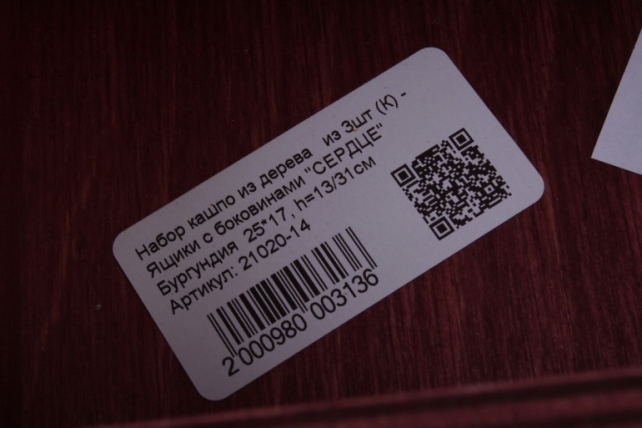 Набор кашпо из дерева из 3шт (К) -
Ящики с боковинами "СЕРДЦЕ"
Бургундия 25*17, h=13/31см
Артикул: 21020-14
2 000980 003136